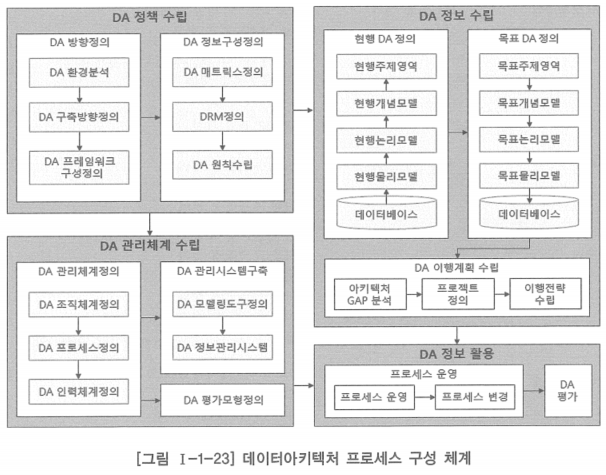 DA 정책 수립
DA 방향정의
DA 환경분석
DA 구축방향정의
DA 프레임워크
구성정의
DA 정보구성정의
DA 매트릭스정의
DRM정의
DA 원칙수립
DA 정보 수립
현행 DA정의
현행주제영역
현행개념모델
현행논리모델
현행물리모델
데이터베이스
목표 DA정의
목표주제영역
목표개념모델
목표논리모델
목표물리모델
데이터베이스
DA 이행계획 수립
아키텍처
GAP 분석
프로젝트
정의
이행전략
수립
DA 관리체계 수립
DA 관리체계정의
DA 조직체계정의
DA 프로세스정의
DA 인력체계정의
DA 관리시스템구축
DA 모델링도구정의
DA 정보관리시스템
DA 평가모형정의
DA 정보 활용
프로세스 운영
프로세스 운영
프로세스 변경
DA
평가
[그림 Ⅰ-1-23] 데이터아키텍처 프로세스 구성 체계